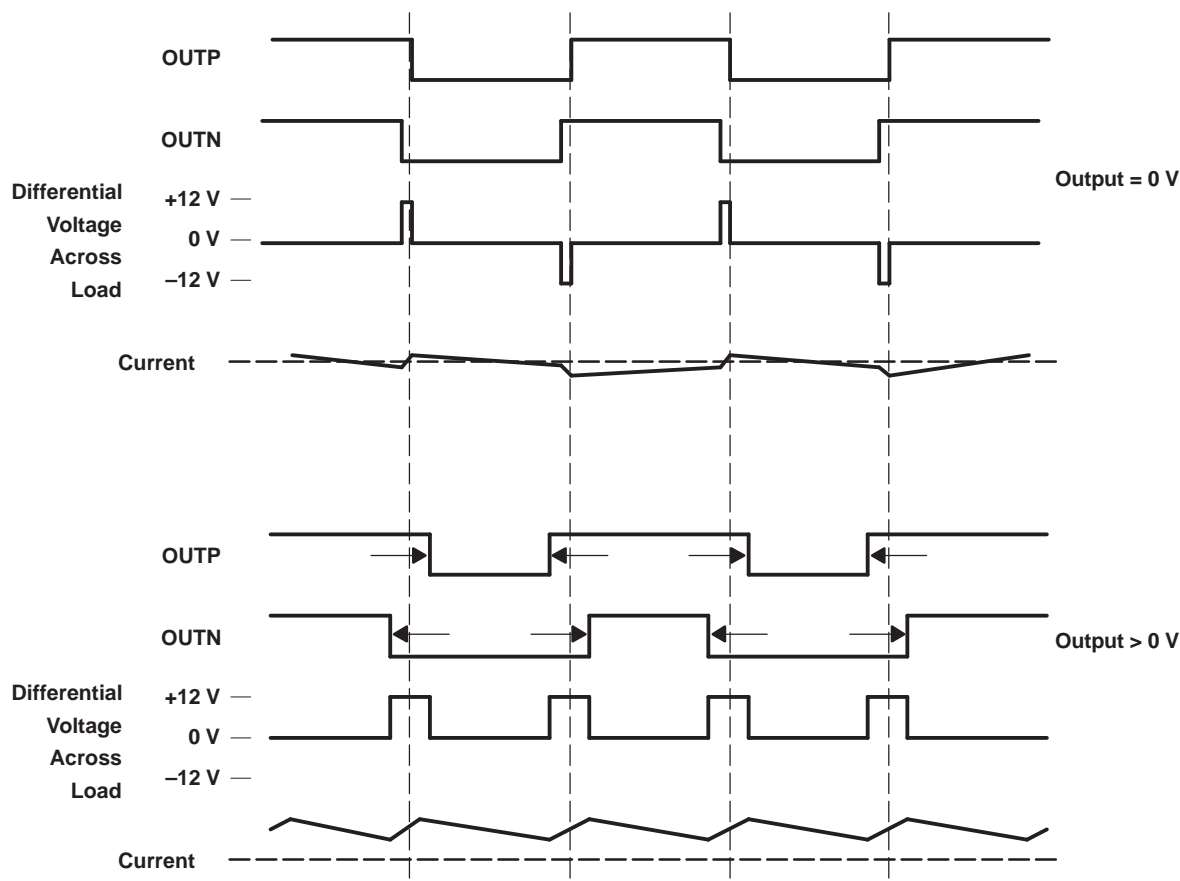 OUTP
OUTN
Output = 0 V
Differential
Voltage
Across
Load
+12 V
0 V
–12 V
Current
OUTP
OUTN
Output > 0 V
Differential
Voltage
Across
Load
+12 V
0 V
–12 V
Current